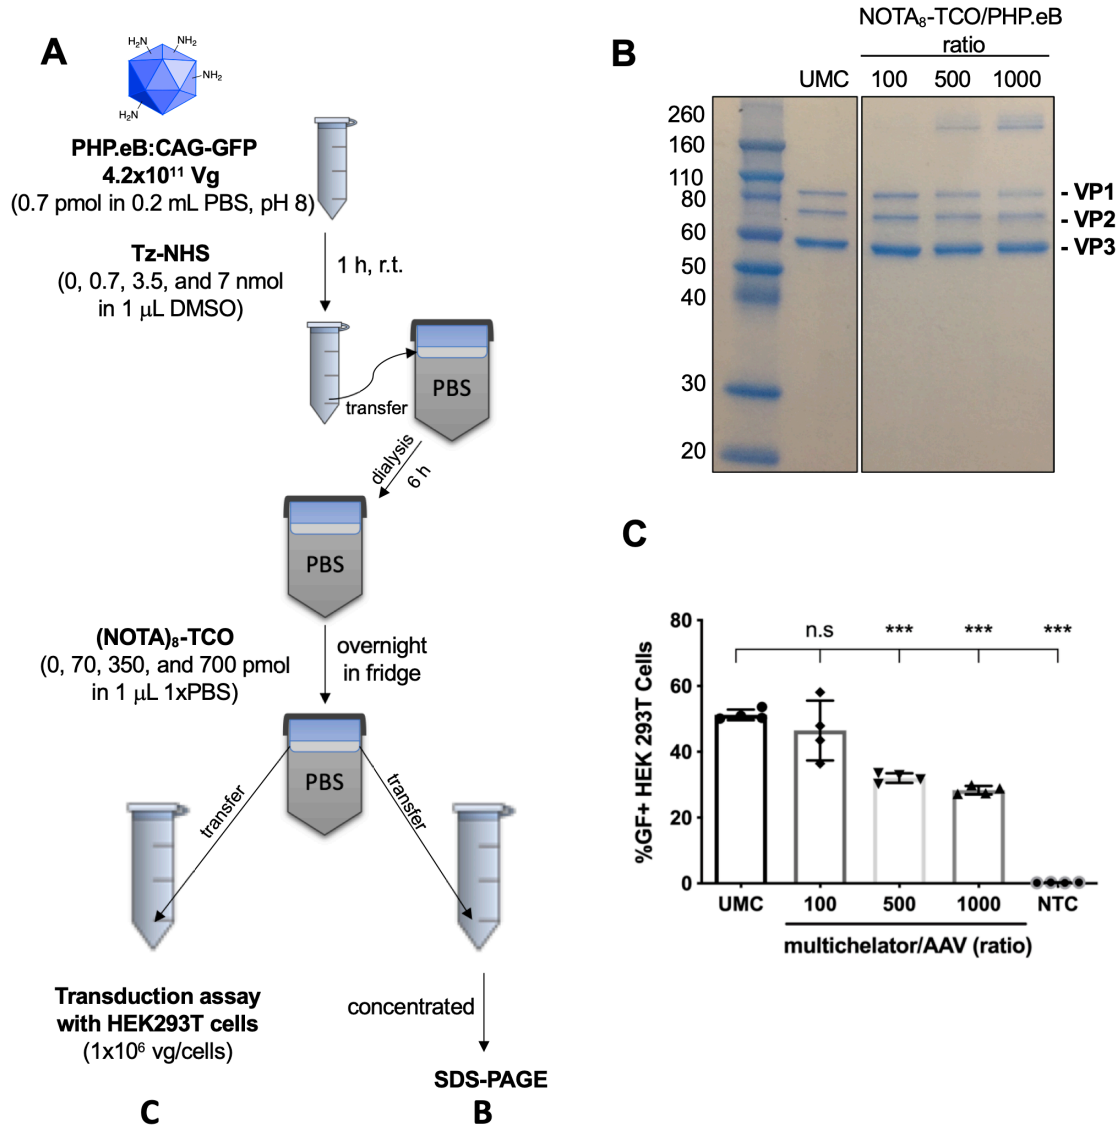 A
H₂N
NH₂
NH₂
H₂N
PHP.eB:CAG-GFP
4.2x10¹¹ Vg
(0.7 pmol in 0.2 mL PBS, pH 8)
Tz-NHS
(0, 0.7, 3.5, and 7 nmol
in 1 µL DMSO)
1 h, r.t.
transfer
PBS
dialysis
6 h
PBS
(NOTA)₈-TCO
(0, 70, 350, and 700 pmol
in 1 µL 1xPBS)
overnight
in fridge
PBS
transfer
transfer
Transduction assay
with HEK293T cells
(1x10⁶ vg/cells)
C
concentrated
SDS-PAGE
B
B
NOTA₈-TCO/PHP.eB
ratio
UMC 100 500 1000
260
160
110
80
60
50
40
30
20
- VP1
- VP2
- VP3
C
%GF+ HEK 293T Cells
80
60
40
20
0
n.s *** *** ***
UMC 100 500 1000 NTC
multichelator/AAV (ratio)